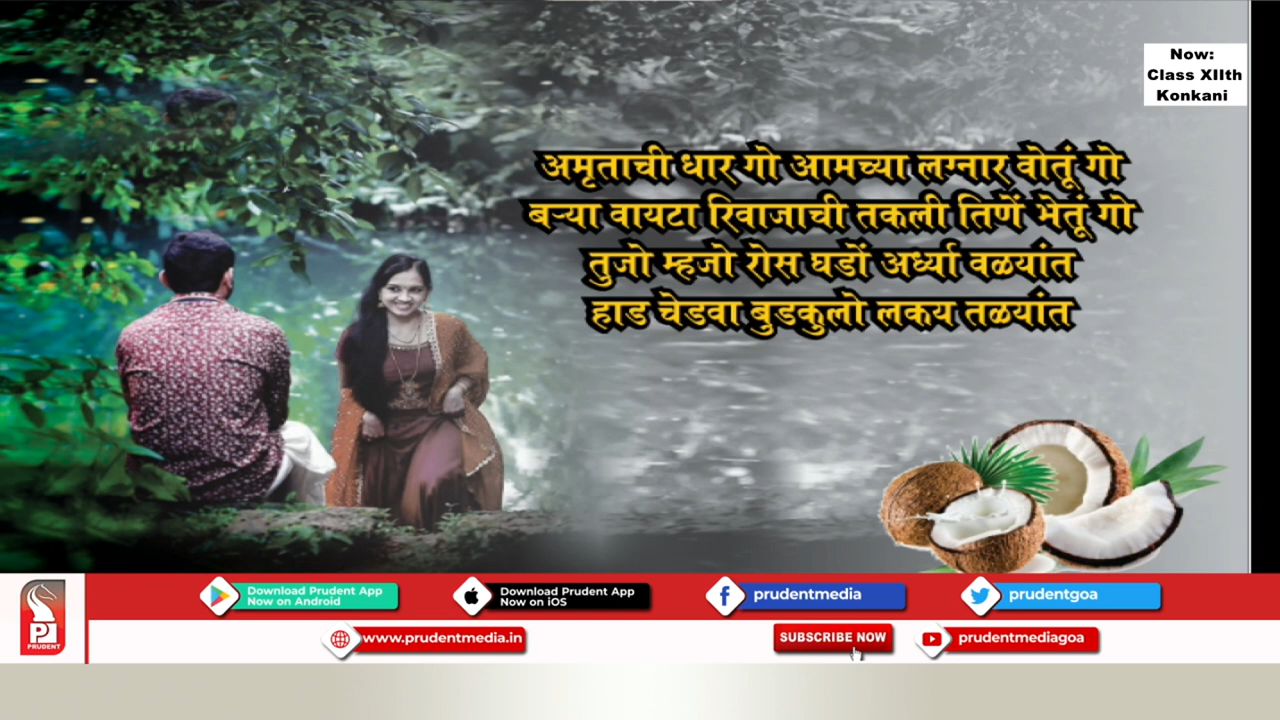 Now:
Class XIIth
Konkani
अमृताची धार गो आमच्या लग्नार वोतूं गो
बऱ्या वायटा रिवाजाची तकली तिणें भेतूं गो
तुजो म्हजो रोस घडों अर्ध्या वळयांत
हाड चेडवा बुडकुलो लकय तळयांत
Download Prudent App
Now on Android
Download Prudent App
Now on iOS
prudentmedia
prudentgoa
PRUDENT
www.prudentmedia.in
SUBSCRIBE NOW
prudentmediagoa